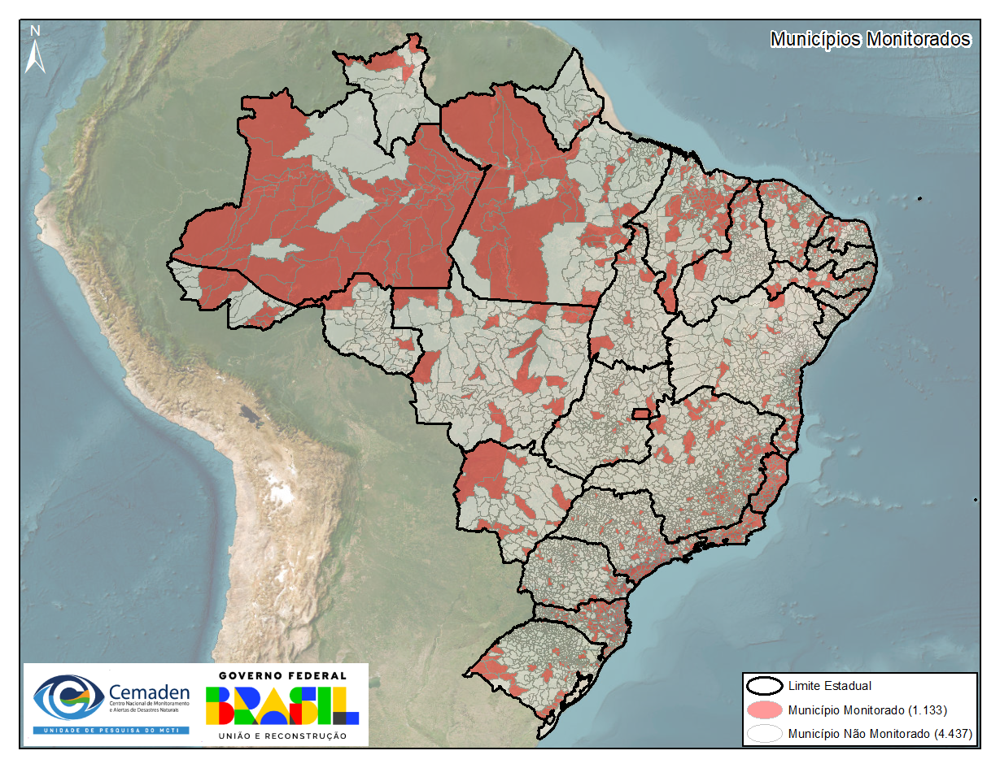 N
Municípios Monitorados
Cemaden
Centro Nacional de Monitoramento
e Alertas de Desastres Naturais
UNIDADE DE PESQUISA DO MCTI
GOVERNO FEDERAL
BRASIL
UNIÃO E RECONSTRUÇÃO
Limite Estadual
Município Monitorado (1.133)
Município Não Monitorado (4.437)